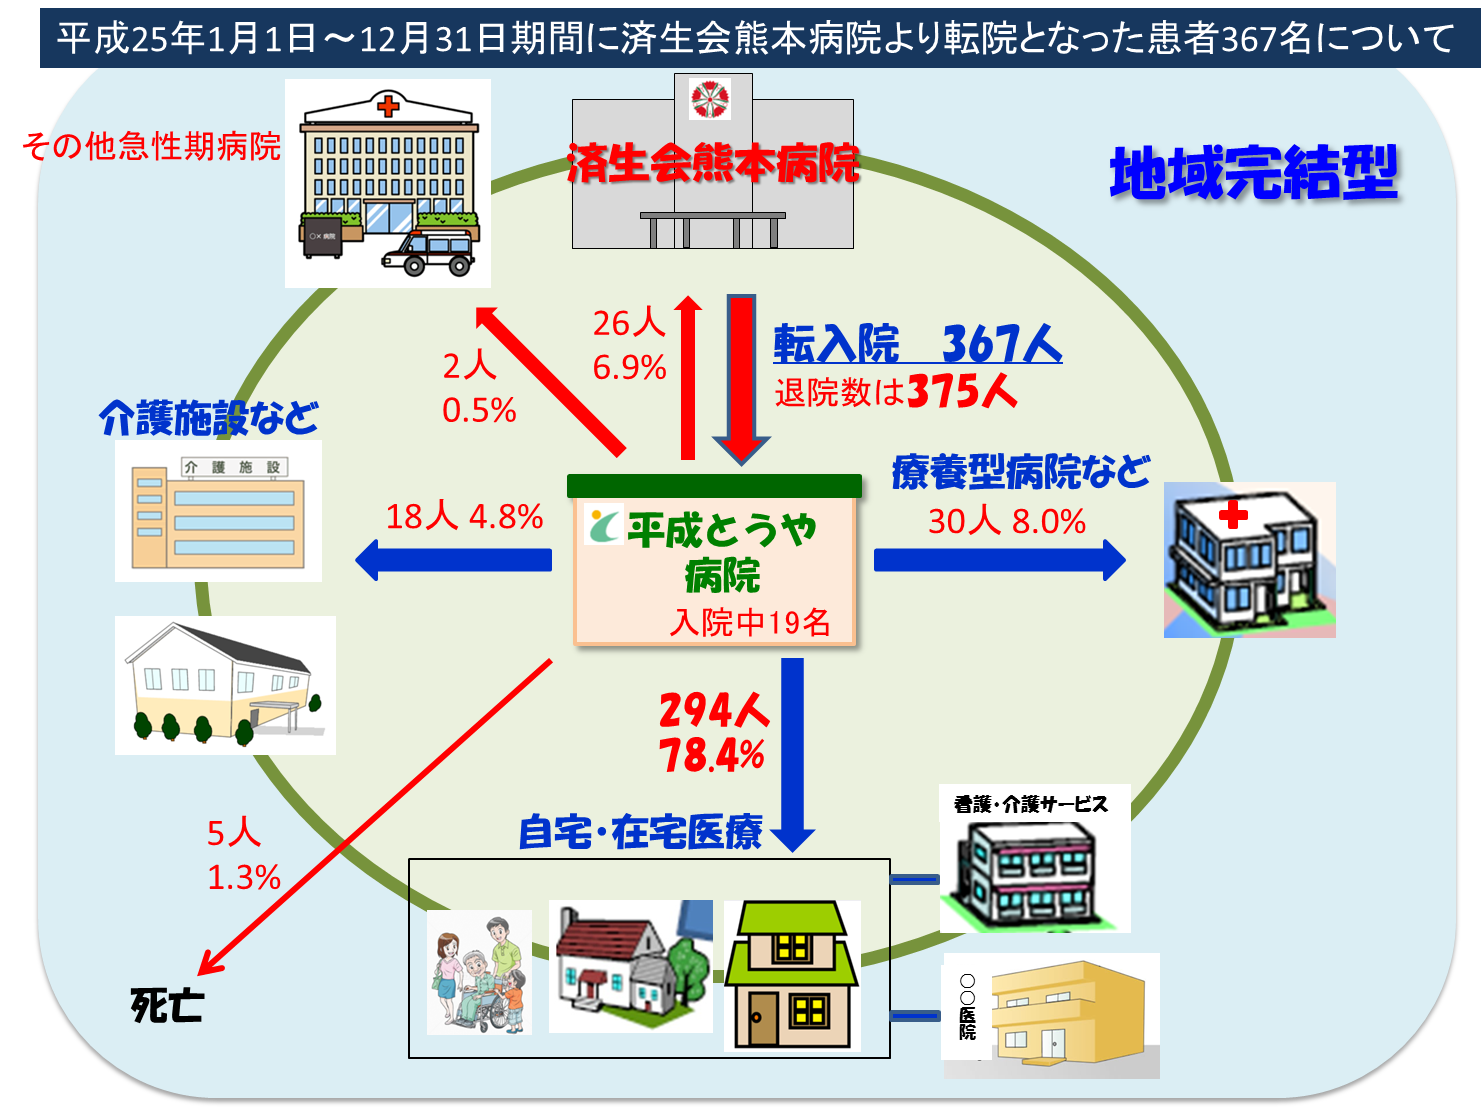 平成25年1月1日～12月31日期間に済生会熊本病院より転院となった患者367名について
その他急性期病院
済生会熊本病院
地域完結型
○×病院
26人
6.9%
転入院　367人
退院数は375人
2人
0.5%
介護施設など
介護施設
18人 4.8%
療養型病院など
30人 8.0%
平成とうや
病院
入院中19名
294人
78.4%
自宅・在宅医療
看護・介護サービス
5人
1.3%
死亡
○○医院